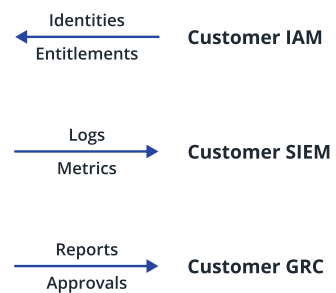 Identities
Customer IAM
Entitlements
Logs
Customer SIEM
Metrics
Reports
Customer GRC
Approvals